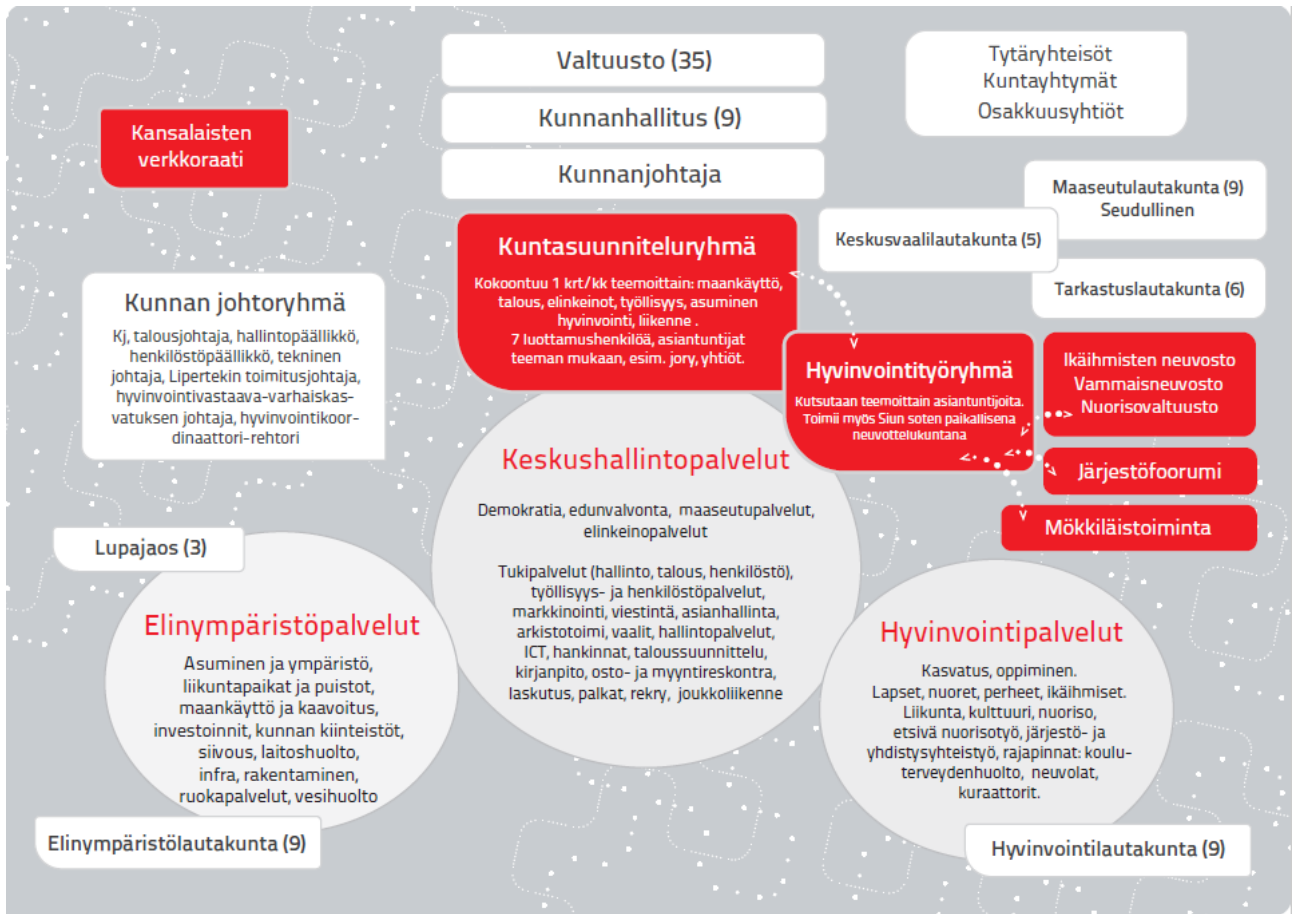 Valtuusto (35)
Kunnanhallitus (9)
Kunnanjohtaja
Tytäryhteisöt
Kuntayhtymät
Osakkuusyhtiöt
Kansalaisten
verkkoraati
Maaseutulautakunta (9)
Seudullinen
Keskusvaalilautakunta (5)
Tarkastuslautakunta (6)
Kuntasuunniteluryhmä
Kokoontuu 1 krt/kk teemoittain: maankäyttö,
talous, elinkeinot, työllisyys, asuminen
hyvinvointi, liikenne .
7 luottamushenkilöä, asiantuntijat
teeman mukaan, esim. jory, yhtiöt.
Kunnan johtoryhmä
Kj, talousjohtaja, hallintopäällikkö,
henkilöstöpäällikkö, tekninen
johtaja, Lipertekin toimitusjohtaja,
hyvinvointivastaava-varhaiskas-
vatuksen johtaja, hyvinvointikoor-
dinaattori-rehtori
Hyvinvointityöryhmä
Kutsutaan teemoittain asiantuntijoita.
Toimii myös Siun soten paikallisena
neuvottelukuntana
Ikäihmisten neuvosto
Vammaisneuvosto
Nuorisovaltuusto
Järjestöfoorumi
Mökkiläistoiminta
Keskushallintopalvelut
Demokratia, edunvalvonta, maaseutupalvelut,
elinkeinopalvelut
Tukipalvelut (hallinto, talous, henkilöstö),
työllisyys- ja henkilöstöpalvelut,
markkinointi, viestintä, asianhallinta,
arkistotoimi, vaalit, hallintopalvelut,
ICT, hankinnat, taloussuunnittelu,
kirjanpito, osto- ja myyntireskontra,
laskutus, palkat, rekry, joukkoliikenne
Lupajaos (3)
Elinympäristöpalvelut
Asuminen ja ympäristö,
liikuntapaikat ja puistot,
maankäyttö ja kaavoitus,
investoinnit, kunnan kiinteistöt,
siivous, laitoshuolto,
infra, rakentaminen,
ruokapalvelut, vesihuolto
Elinympäristölautakunta (9)
Hyvinvointipalvelut
Kasvatus, oppiminen.
Lapset, nuoret, perheet, ikäihmiset.
Liikunta, kulttuuri, nuoriso,
etsivä nuorisotyö, järjestö- ja
yhdistysyhteistyö, rajapinnat: koulu-
terveydenhuolto, neuvolat,
kuraattorit.
Hyvinvointilautakunta (9)